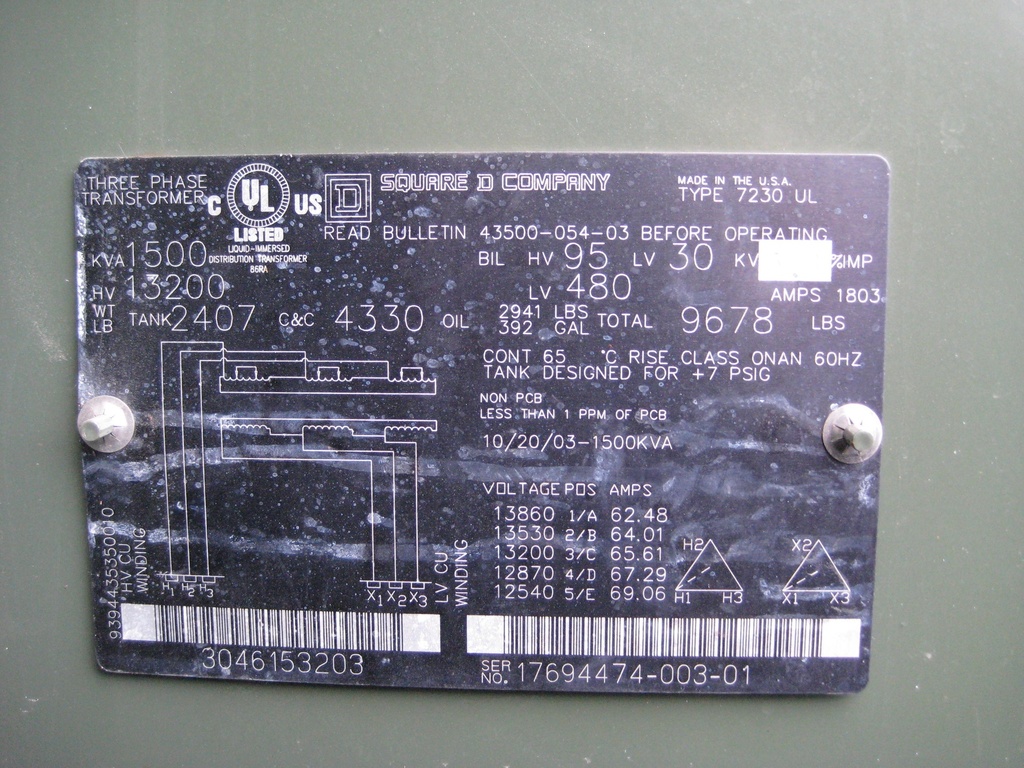 THREE PHASE
TRANSFORMER
C UL US
LISTED
LIQUID-IMMERSED
DISTRIBUTION TRANSFORMER
86RA
D SQUARE D COMPANY
MADE IN THE U.S.A.
TYPE 7230 UL
READ BULLETIN 43500-054-03 BEFORE OPERATING
KVA 1500 BIL HV 95 LV 30 KV %IMP
HV 13200 LV 480 AMPS 1803
WT LB TANK 2407 C&C 4330 OIL 2941 LBS 392 GAL TOTAL 9678 LBS
CONT 65 °C RISE CLASS ONAN 60HZ
TANK DESIGNED FOR +7 PSIG
NON PCB
LESS THAN 1 PPM OF PCB
10/20/03-1500KVA
VOLTAGE POS AMPS
13860 1/A 62.48
13530 2/B 64.01
13200 3/C 65.61
12870 4/D 67.29
12540 5/E 69.06
H2
H1 H3
X2
X1 X3
H1 H2 H3
X1 X2 X3
HV CU
WINDING
LV CU
WINDING
3046153203
SER NO. 17694474-003-01